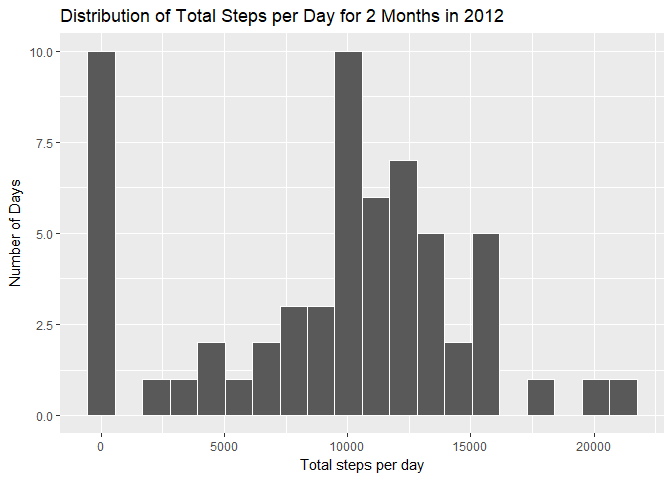 Distribution of Total Steps per Day for 2 Months in 2012
10.0
7.5
5.0
2.5
0.0
Number of Days
0 5000 10000 15000 20000
Total steps per day